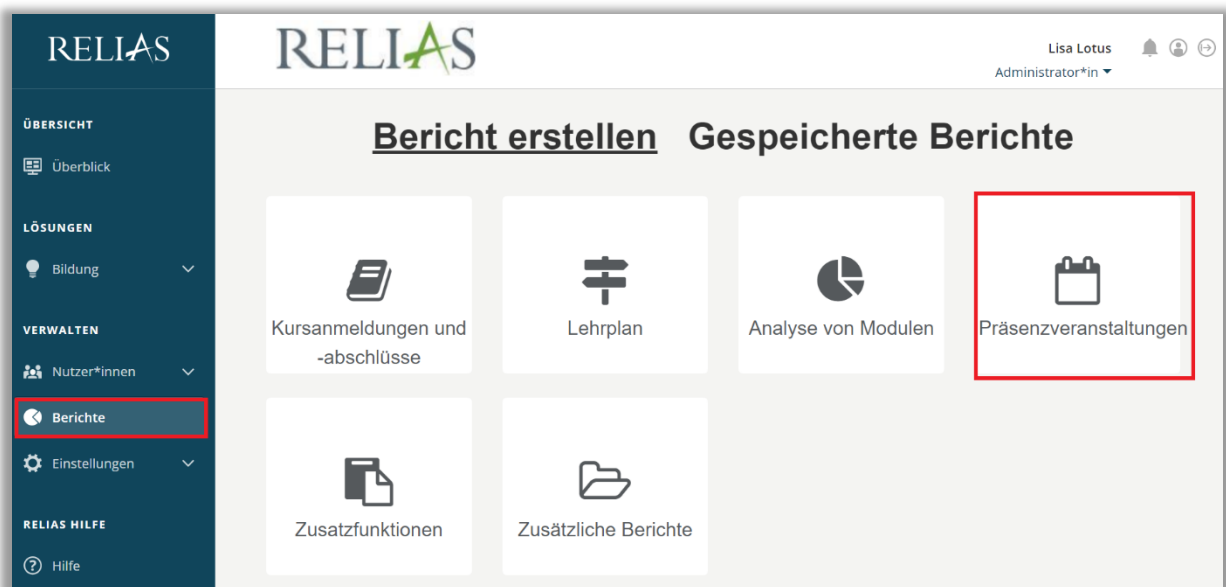 RELIAS
ÜBERSICHT
Überblick
LÖSUNGEN
Bildung
VERWALTEN
Nutzer*innen
Berichte
Einstellungen
RELIAS HILFE
Hilfe
RELIAS
Lisa Lotus
Administrator*in
Bericht erstellen Gespeicherte Berichte
Kursanmeldungen und
-abschlüsse
Lehrplan
Analyse von Modulen
Präsenzveranstaltungen
Zusatzfunktionen
Zusätzliche Berichte